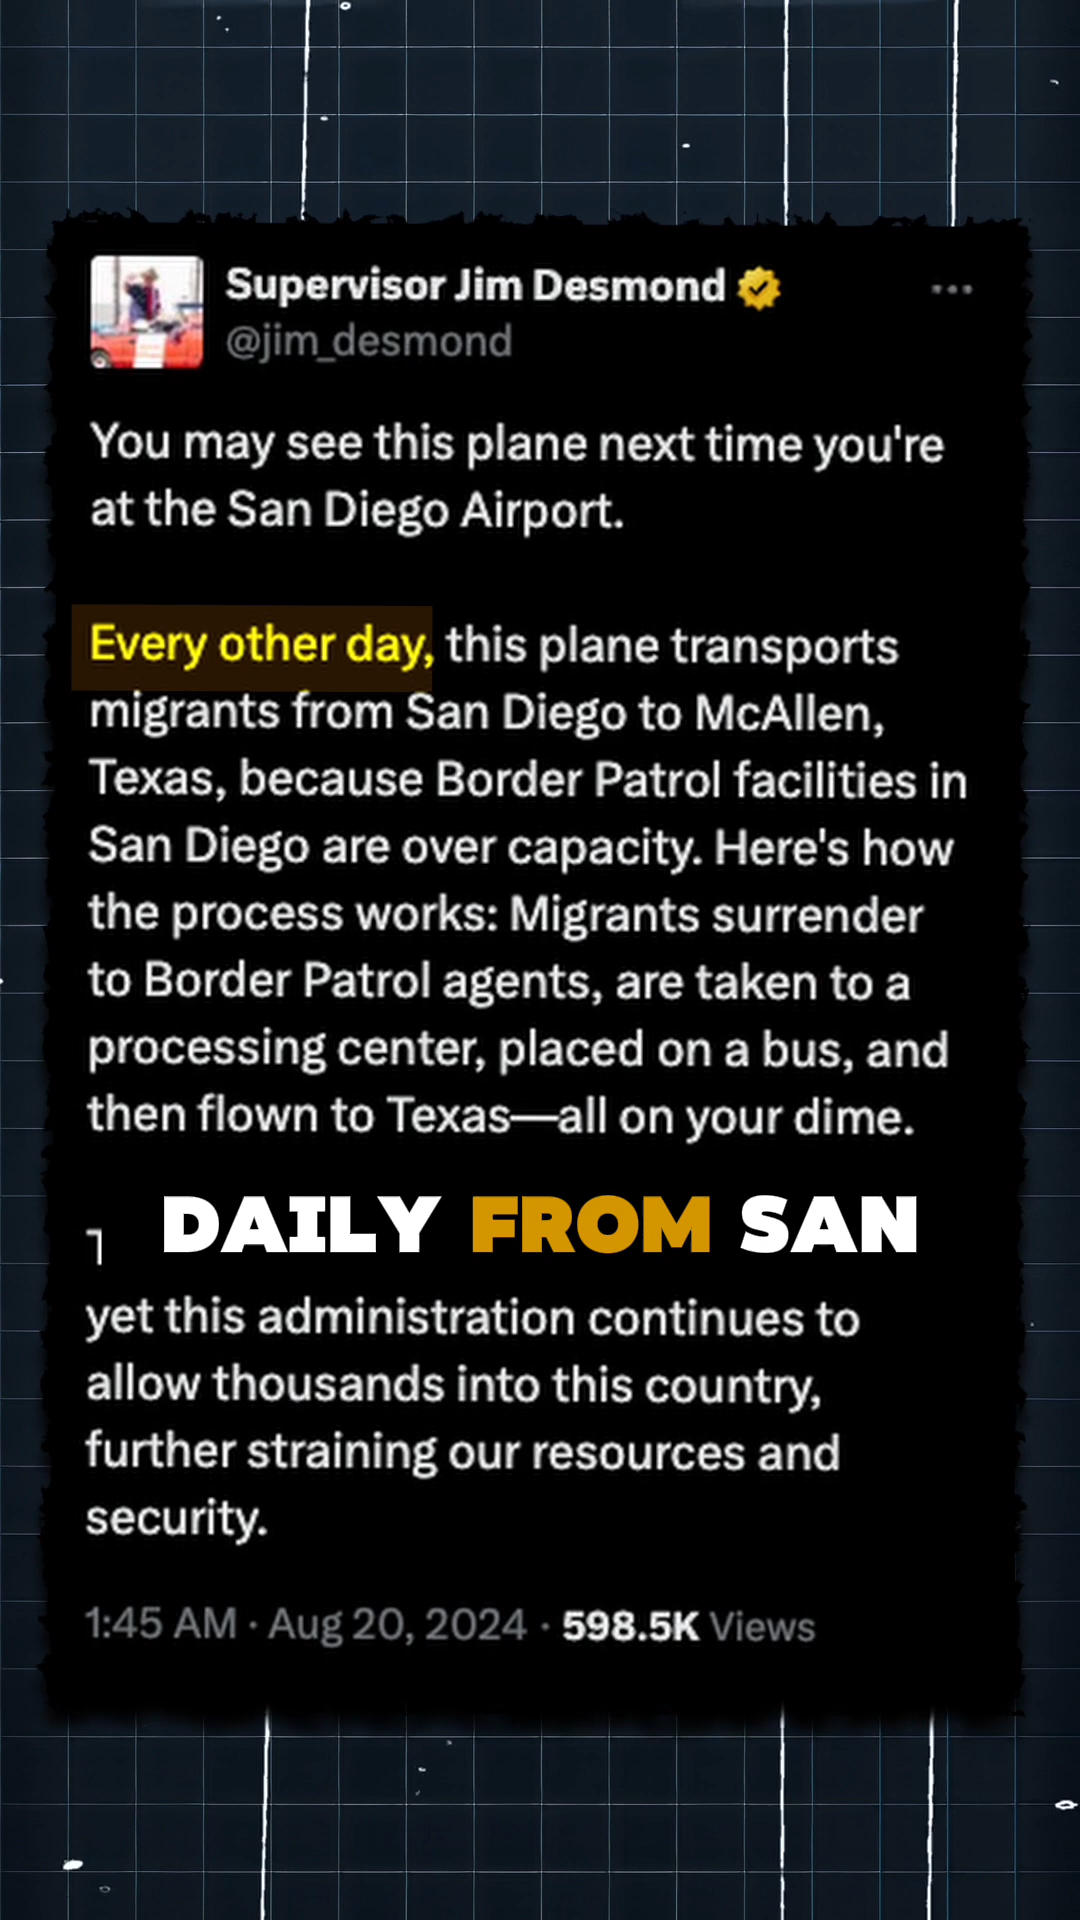 Supervisor Jim Desmond
@jim_desmond
You may see this plane next time you're
at the San Diego Airport.
Every other day, this plane transports
migrants from San Diego to McAllen,
Texas, because Border Patrol facilities in
San Diego are over capacity. Here's how
the process works: Migrants surrender
to Border Patrol agents, are taken to a
processing center, placed on a bus, and
then flown to Texas—all on your dime.
DAILY FROM SAN
yet this administration continues to
allow thousands into this country,
further straining our resources and
security.
1:45 AM · Aug 20, 2024 · 598.5K Views